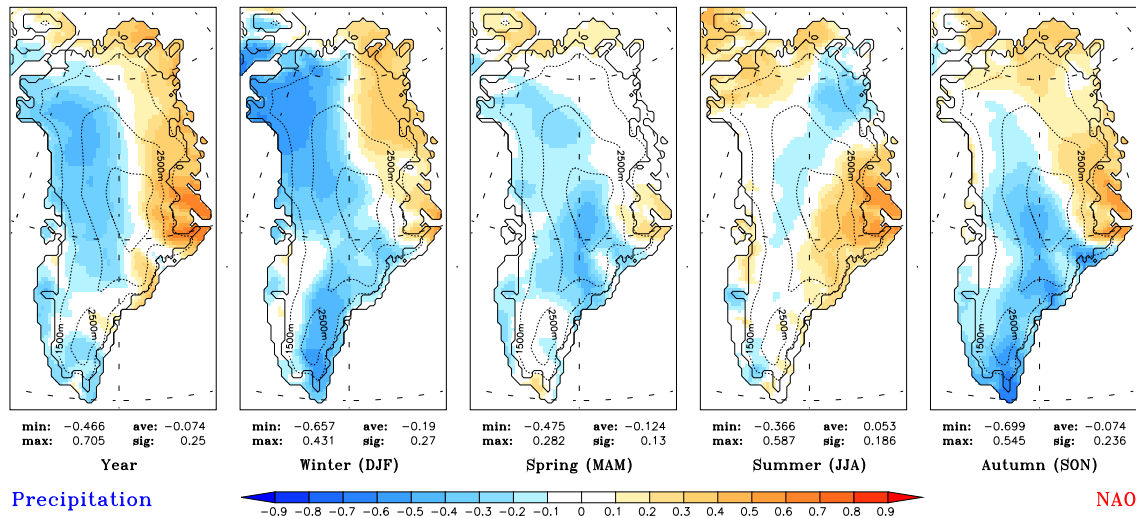 2500m
2500m
1500m
2500m
2500m
1500m
2500m
2500m
1500m
2500m
2500m
1500m
2500m
2500m
1500m
min: −0.466 ave: −0.074
max: 0.705 sig: 0.25
Year
min: −0.657 ave: −0.19
max: 0.431 sig: 0.27
Winter (DJF)
min: −0.475 ave: −0.124
max: 0.282 sig: 0.13
Spring (MAM)
min: −0.366 ave: 0.053
max: 0.587 sig: 0.186
Summer (JJA)
min: −0.699 ave: −0.074
max: 0.545 sig: 0.236
Autumn (SON)
Precipitation
−0.9 −0.8 −0.7 −0.6 −0.5 −0.4 −0.3 −0.2 −0.1 0 0.1 0.2 0.3 0.4 0.5 0.6 0.7 0.8 0.9
NAO